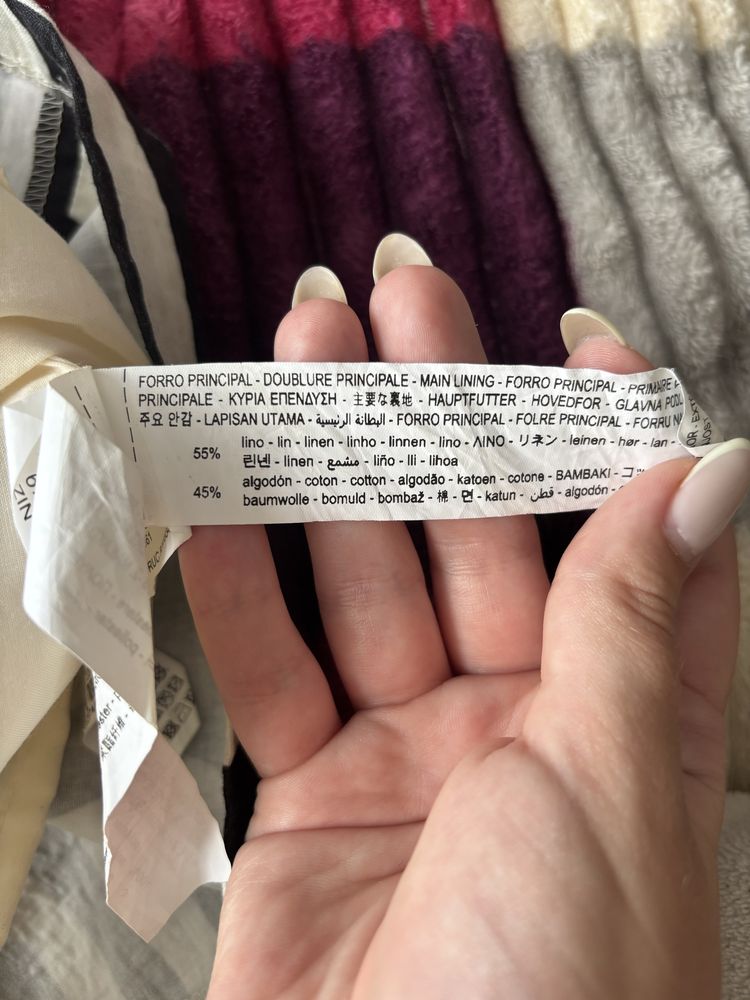 FORRO PRINCIPAL - DOUBLURE PRINCIPALE - MAIN LINING - FORRO PRINCIPAL - PRIMAIRE
PRINCIPALE - ΚΥΡΙΑ ΕΠΕΝΔΥΣΗ - 主要な裏地 - HAUPTFUTTER - HOVEDFOR - GLAVNA
주요 안감 - LAPISAN UTAMA - البطانة الرئيسية - FORRO PRINCIPAL - FOLRE PRINCIPAL - FORRU
55% lino - lin - linen - linho - linnen - lino - ΛΙΝΟ - リネン - leinen - hør - lan -
린넨 - linen - مشمع - liño - lli - lihoa
45% algodón - coton - cotton - algodão - katoen - cotone - ΒΑΜΒΑΚΙ -
baumwolle - bomuld - bombaž - 棉 - 면 - katun - قطن - algodón -